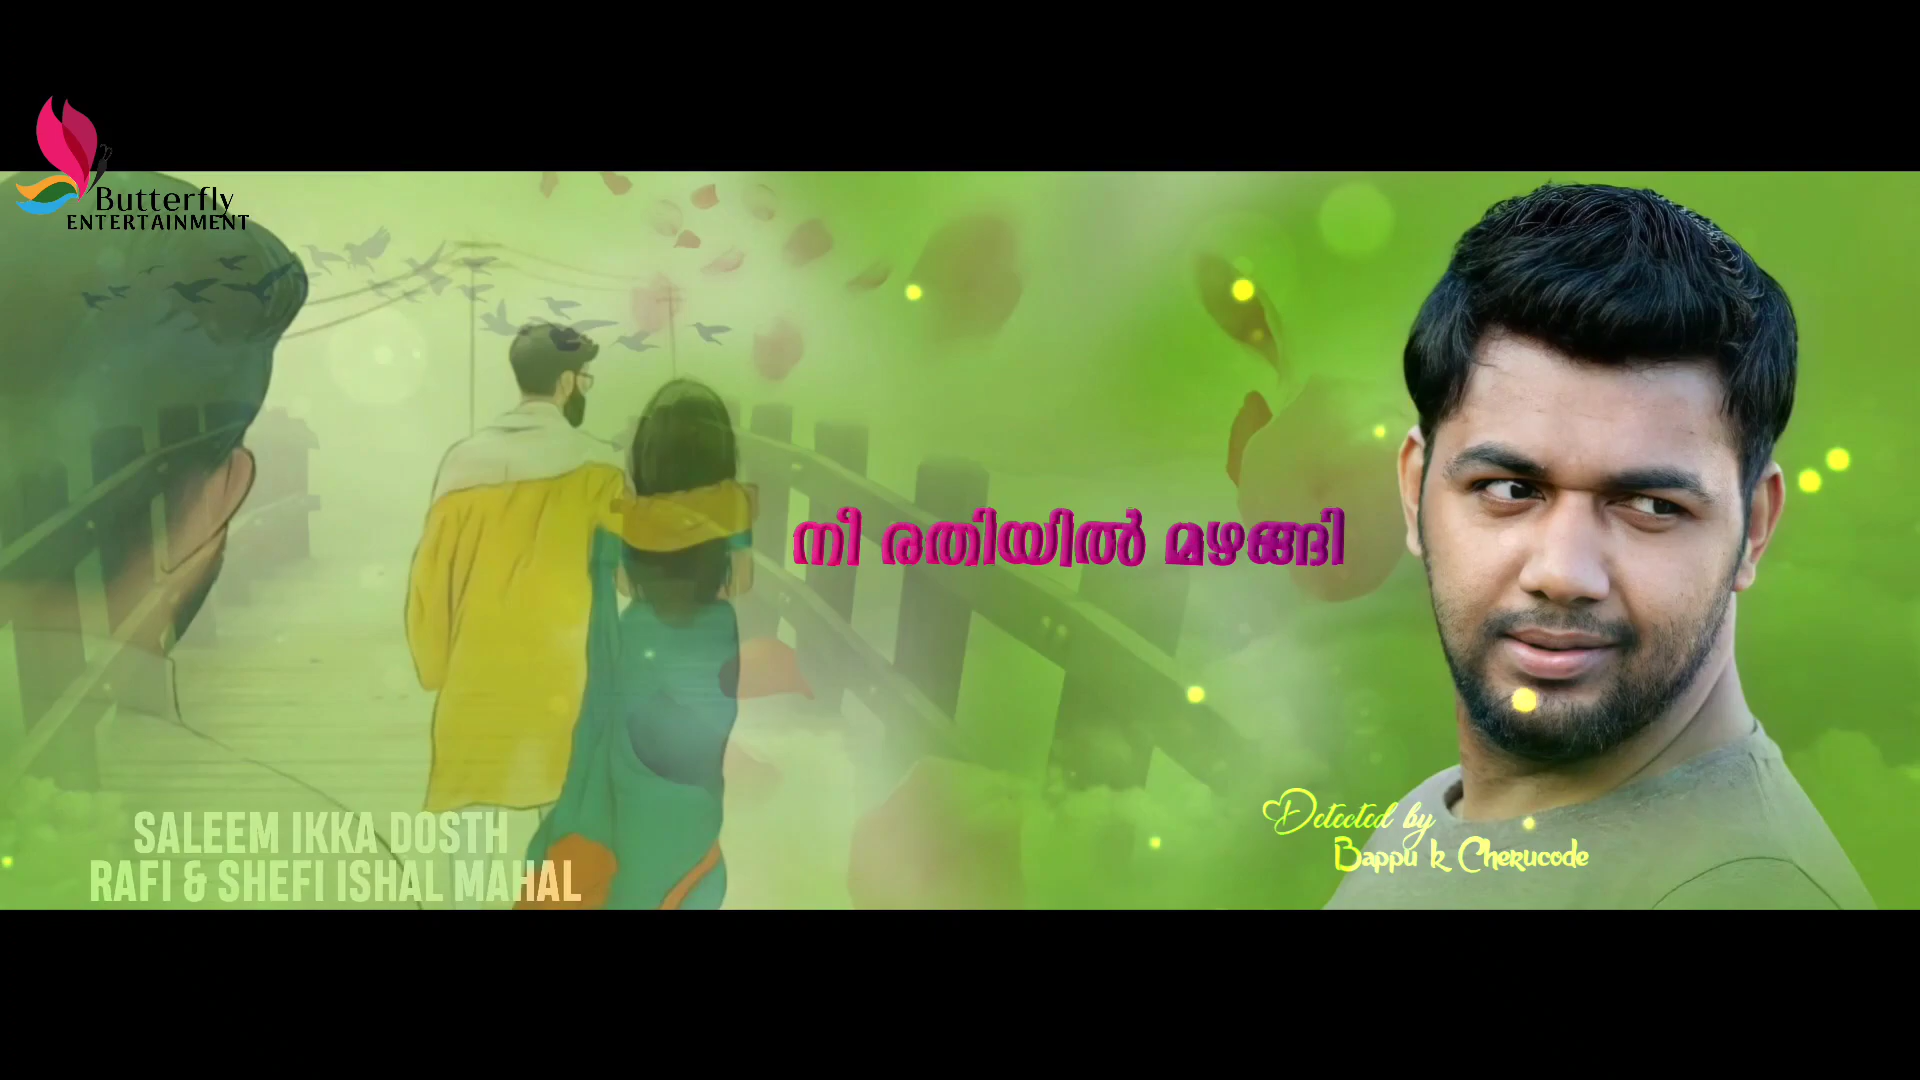 Butterfly
ENTERTAINMENT
നീ രതിയിൽ മഴങ്ങി
SALEEM IKKA DOSTH
RAFI & SHEFI ISHAL MAHAL
Detected by
Bappu k Cherucode